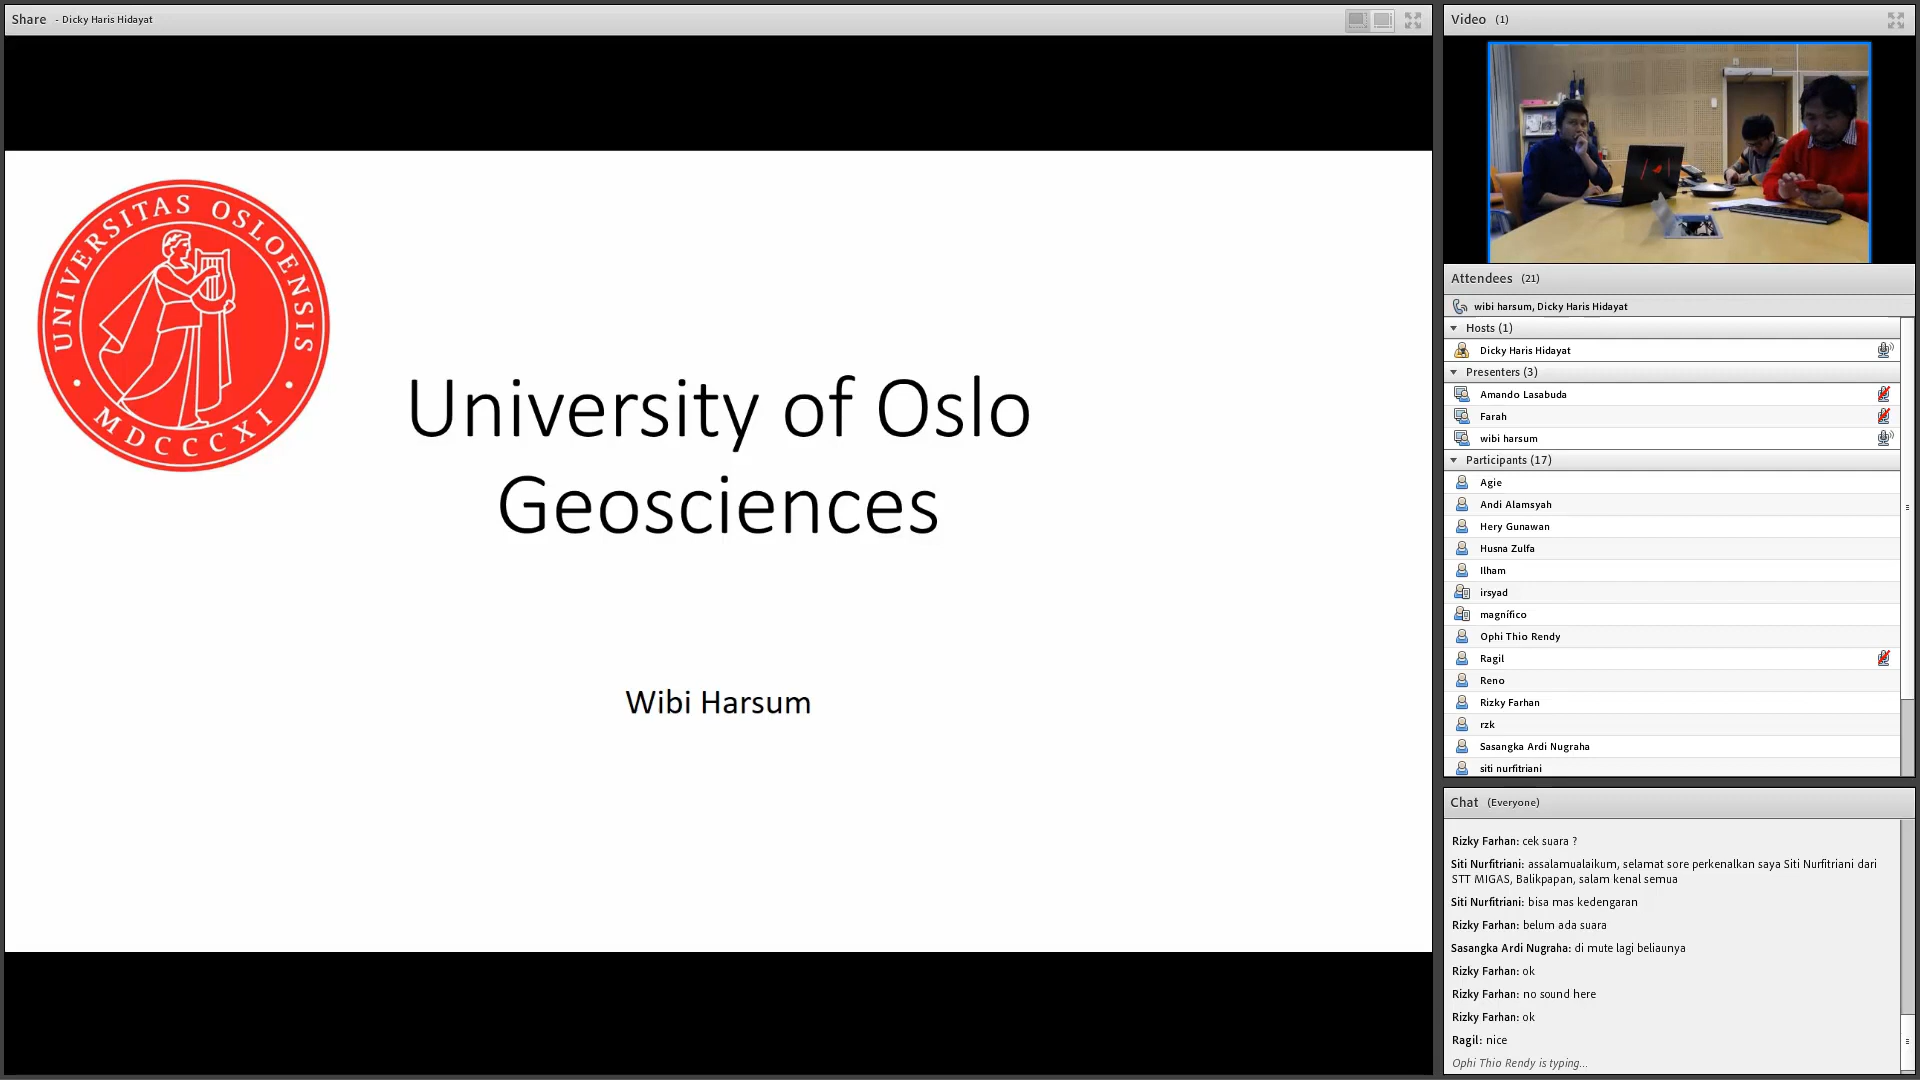 Share - Dicky Haris Hidayat
UNIVERSITAS OSLOENSIS
MDCCCXI
University of Oslo
Geosciences
Wibi Harsum
Video (1)
Attendees (21)
wibi harsum, Dicky Haris Hidayat
Hosts (1)
Dicky Haris Hidayat
Presenters (3)
Amando Lasabuda
Farah
wibi harsum
Participants (17)
Agie
Andi Alamsyah
Hery Gunawan
Husna Zulfa
Ilham
irsyad
magnífico
Ophi Thio Rendy
Ragil
Reno
Rizky Farhan
rzk
Sasangka Ardi Nugraha
siti nurfitriani
Chat (Everyone)
Rizky Farhan: cek suara ?
Siti Nurfitriani: assalamualaikum, selamat sore perkenalkan saya Siti Nurfitriani dari
STT MIGAS, Balikpapan, salam kenal semua
Siti Nurfitriani: bisa mas kedengaran
Rizky Farhan: belum ada suara
Sasangka Ardi Nugraha: di mute lagi beliaunya
Rizky Farhan: ok
Rizky Farhan: no sound here
Rizky Farhan: ok
Ragil: nice
Ophi Thio Rendy is typing...